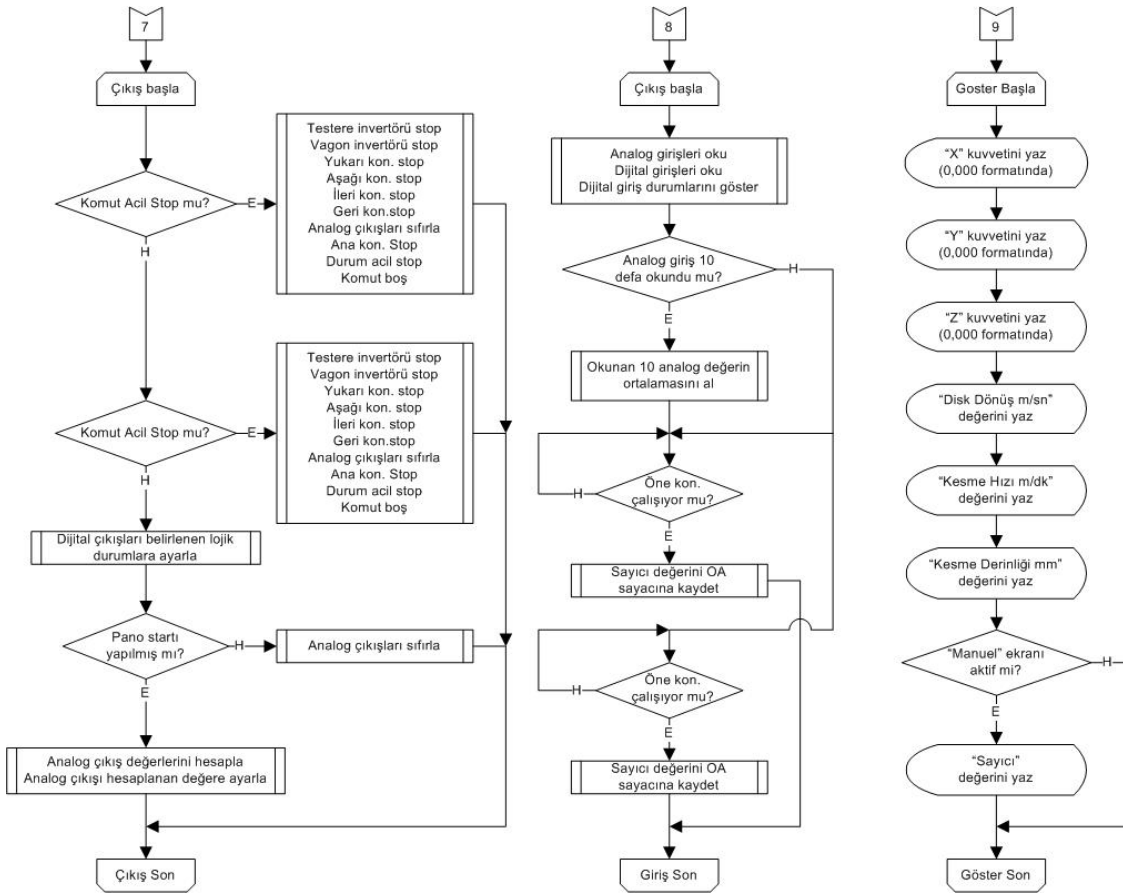 7
Çıkış başla
Komut Acil Stop mu?
E
H
Testere invertörü stop
Vagon invertörü stop
Yukarı kon. stop
Aşağı kon. stop
İleri kon. stop
Geri kon.stop
Analog çıkışları sıfırla
Ana kon. Stop
Durum acil stop
Komut boş
Komut Acil Stop mu?
E
H
Testere invertörü stop
Vagon invertörü stop
Yukarı kon. stop
Aşağı kon. stop
İleri kon. stop
Geri kon.stop
Analog çıkışları sıfırla
Ana kon. Stop
Durum acil stop
Komut boş
Dijital çıkışları belirlenen lojik
durumlara ayarla
Pano startı
yapılmış mı?
H
E
Analog çıkışları sıfırla
Analog çıkış değerlerini hesapla
Analog çıkışı hesaplanan değere ayarla
Çıkış Son
8
Çıkış başla
Analog girişleri oku
Dijital girişleri oku
Dijital giriş durumlarını göster
Analog giriş 10
defa okundu mu?
H
E
Okunan 10 analog değerin
ortalamasını al
Öne kon.
çalışıyor mu?
H
E
Sayıcı değerini OA
sayacına kaydet
Öne kon.
çalışıyor mu?
H
E
Sayıcı değerini OA
sayacına kaydet
Giriş Son
9
Goster Başla
“X” kuvvetini yaz
(0,000 formatında)
“Y” kuvvetini yaz
(0,000 formatında)
“Z” kuvvetini yaz
(0,000 formatında)
“Disk Dönüş m/sn”
değerini yaz
“Kesme Hızı m/dk”
değerini yaz
“Kesme Derinliği mm”
değerini yaz
“Manuel” ekranı
aktif mi?
H
E
“Sayıcı”
değerini yaz
Göster Son